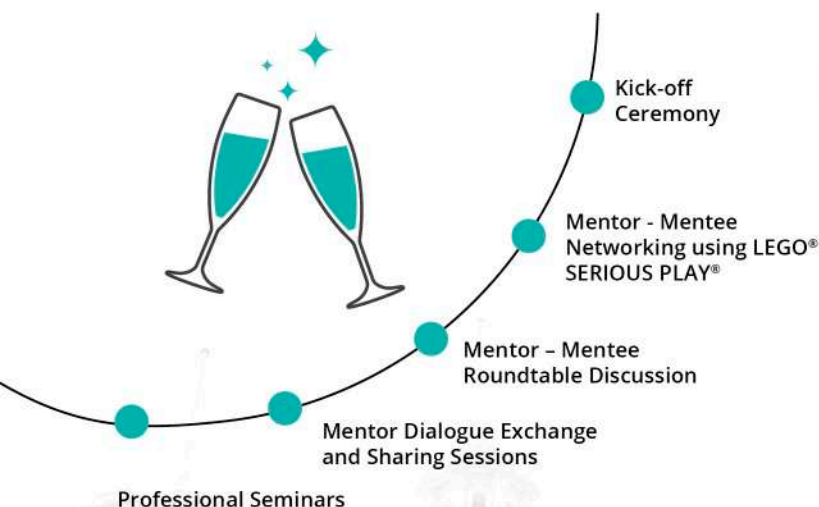 Kick-off
Ceremony
Mentor - Mentee
Networking using LEGO®
SERIOUS PLAY®
Mentor – Mentee
Roundtable Discussion
Mentor Dialogue Exchange
and Sharing Sessions
Professional Seminars